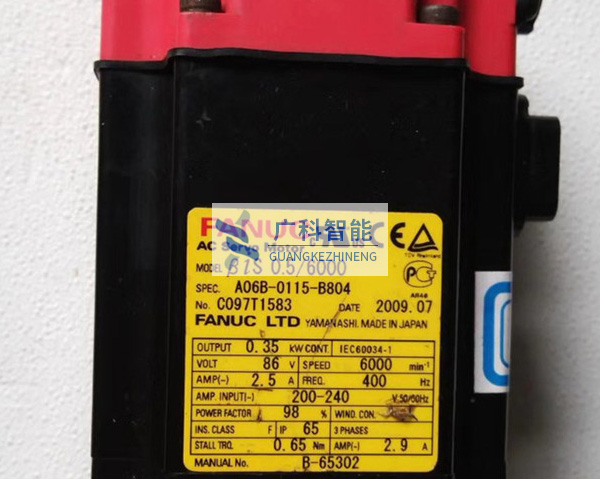 FANUC
广科智能
GUANGKEZHINENG
AC Servo Motor
MODEL βiS 0.5/6000
SPEC. A06B-0115-B804
No. C097T1583 DATE 2009.07
FANUC LTD YAMANASHI. MADE IN JAPAN
OUTPUT 0.35 kW CONT. IEC60034-1
VOLT 86 V SPEED 6000 min⁻¹
AMP(~) 2.5 A FREQ. 400 Hz
AMP. INPUT(~) 200-240 V 50/60Hz
POWER FACTOR 98 % WIND. CON.
INS. CLASS F IP 65 3 PHASES
STALL TRQ. 0.65 Nm AMP(~) 2.9 A
MANUAL No. B-65302